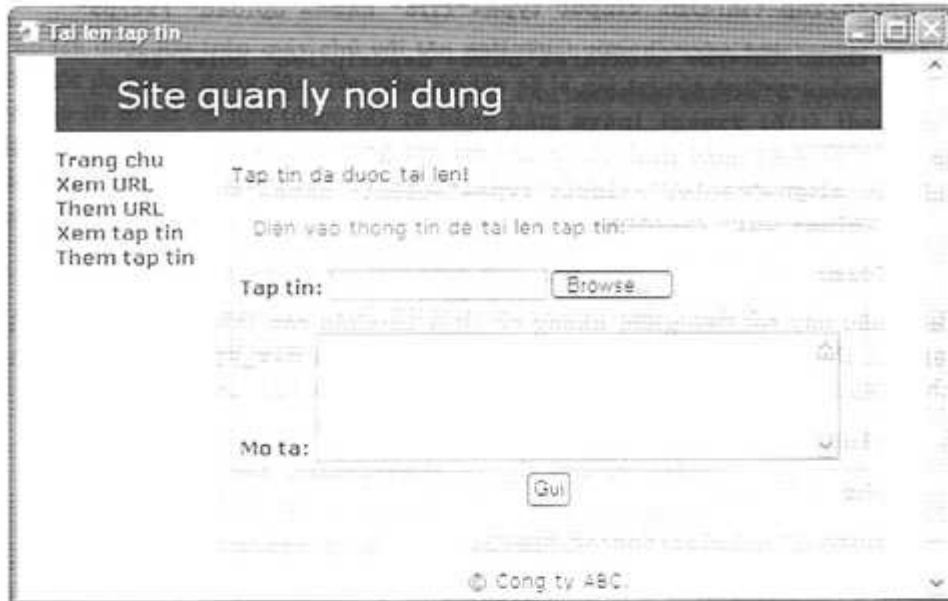 Tai len tap tin
Site quan ly noi dung
Trang chu
Xem URL
Them URL
Xem tap tin
Them tap tin
Tap tin da duoc tai len!
Dien vao thong tin de tai len tap tin:
Tap tin:
Browse...
Mo ta:
Gui
© Cong ty ABC.